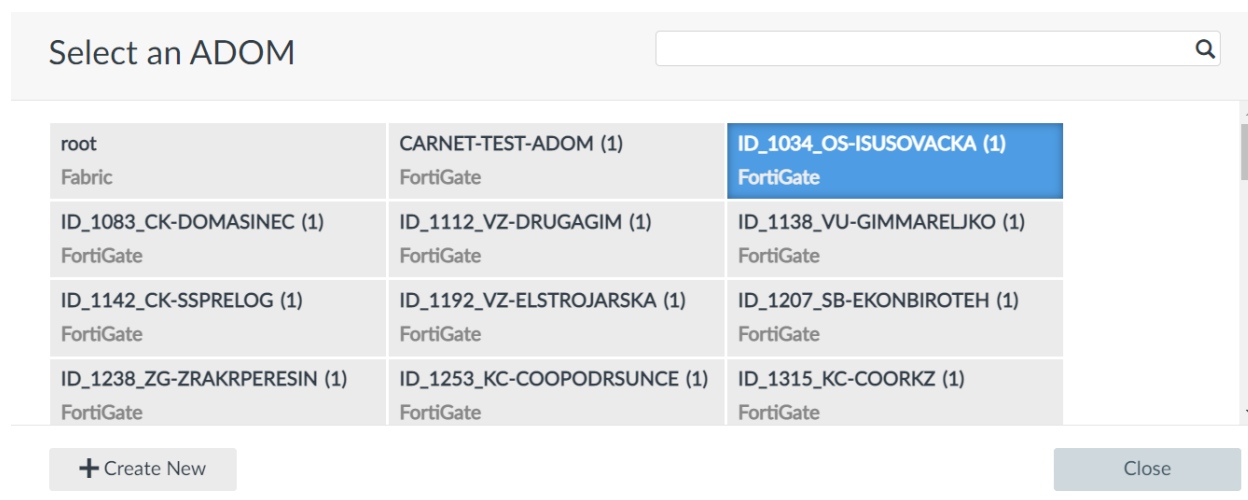 Select an ADOM
root
Fabric
CARNET-TEST-ADOM (1)
FortiGate
ID_1034_OS-ISUSOVACKA (1)
FortiGate
ID_1083_CK-DOMASINEC (1)
FortiGate
ID_1112_VZ-DRUGAGIM (1)
FortiGate
ID_1138_VU-GIMMARELJKO (1)
FortiGate
ID_1142_CK-SSPRELOG (1)
FortiGate
ID_1192_VZ-ELSTROJARSKA (1)
FortiGate
ID_1207_SB-EKONBIROTEH (1)
FortiGate
ID_1238_ZG-ZRAKRPERESIN (1)
FortiGate
ID_1253_KC-COOPODRSUNCE (1)
FortiGate
ID_1315_KC-COORKZ (1)
FortiGate
Create New
Close